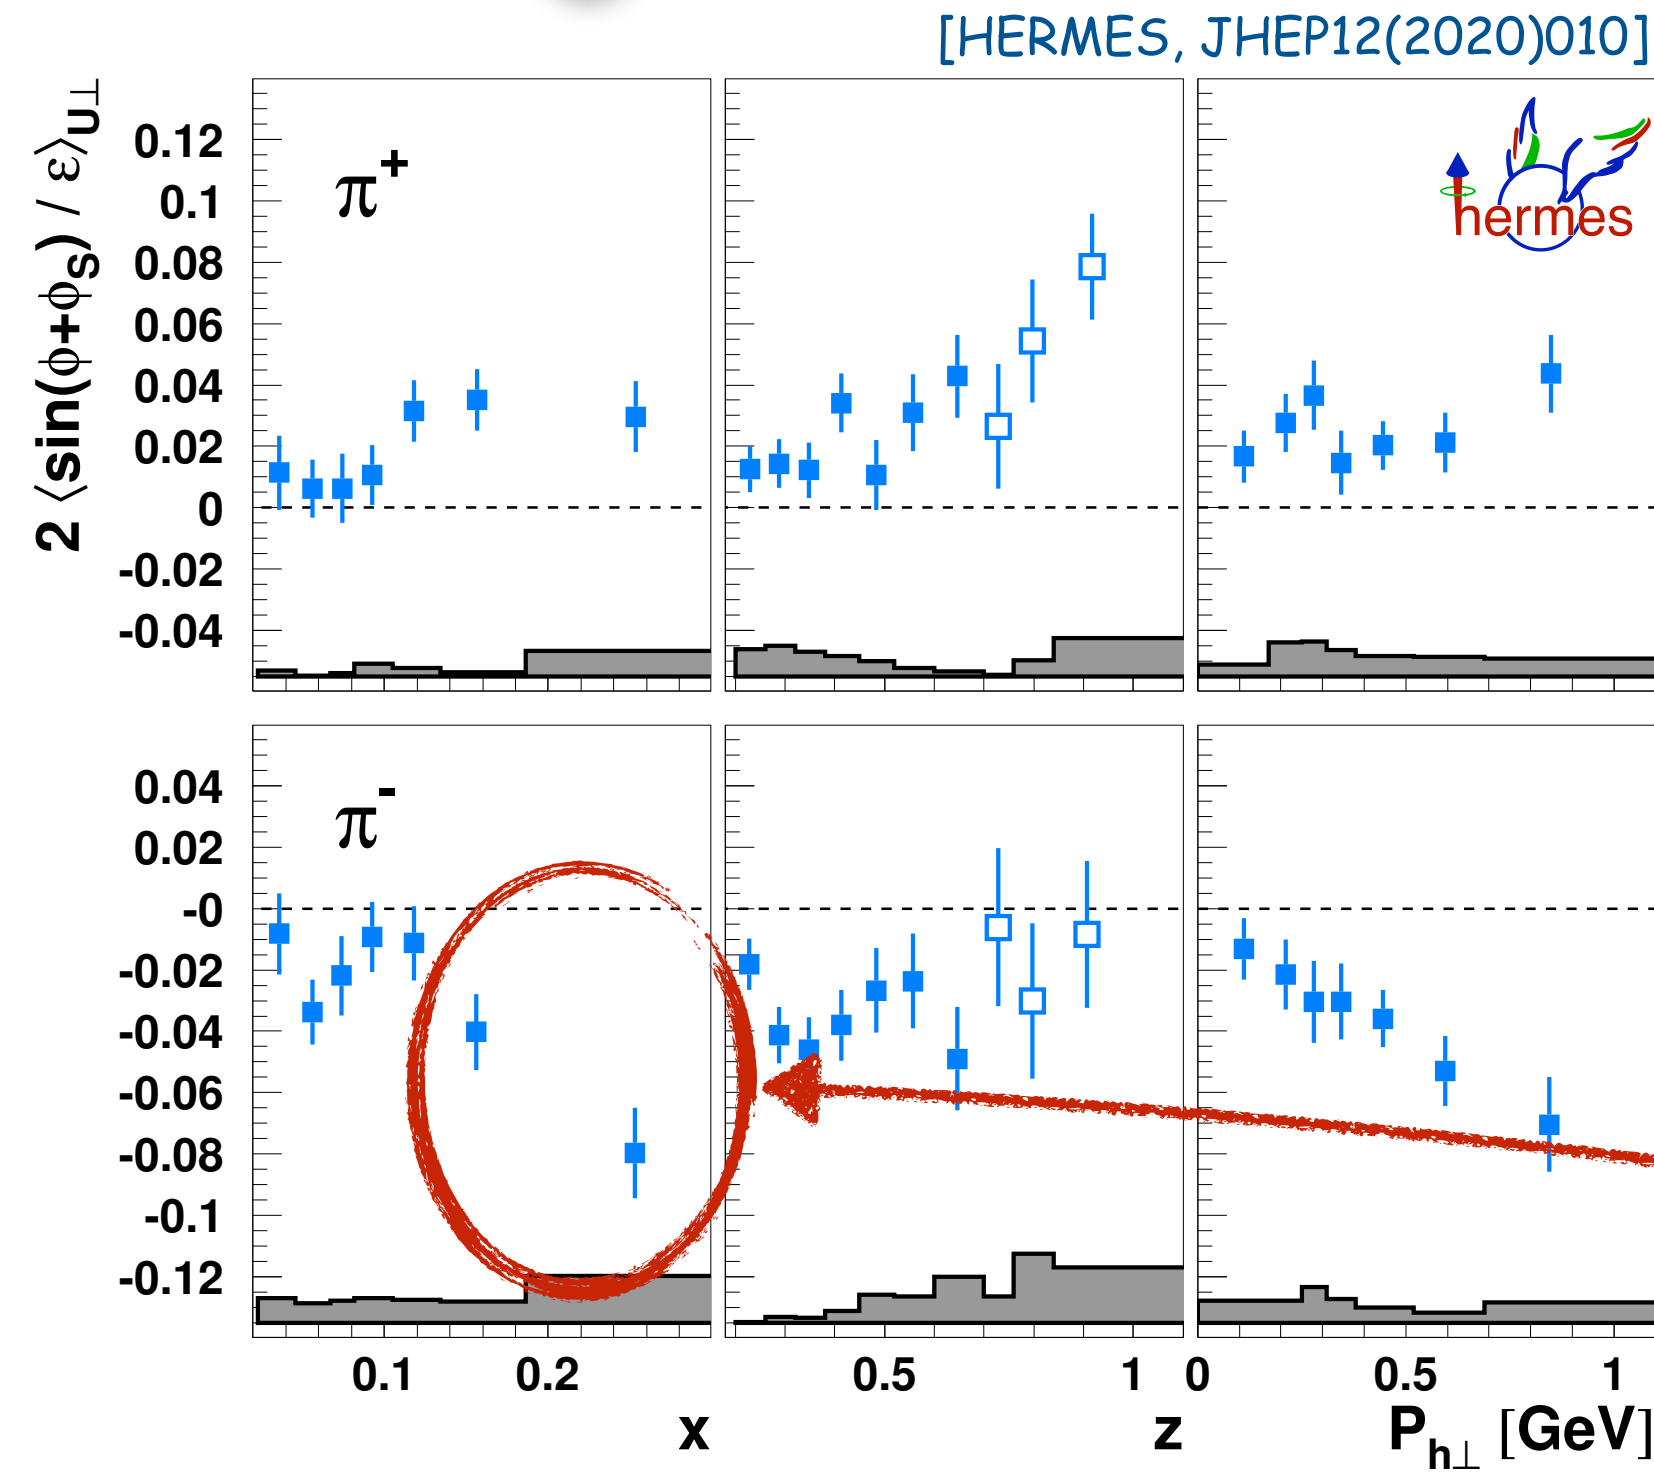 [HERMES, JHEP12(2020)010]
2 ⟨sin(ϕ+ϕS) / ε⟩U⊥
0.12
0.1
0.08
0.06
0.04
0.02
0
-0.02
-0.04
π+
hermes
0.04
0.02
-0
-0.02
-0.04
-0.06
-0.08
-0.1
-0.12
π-
0.1 0.2 0.5 1 0 0.5 1
x z Ph⊥ [GeV]